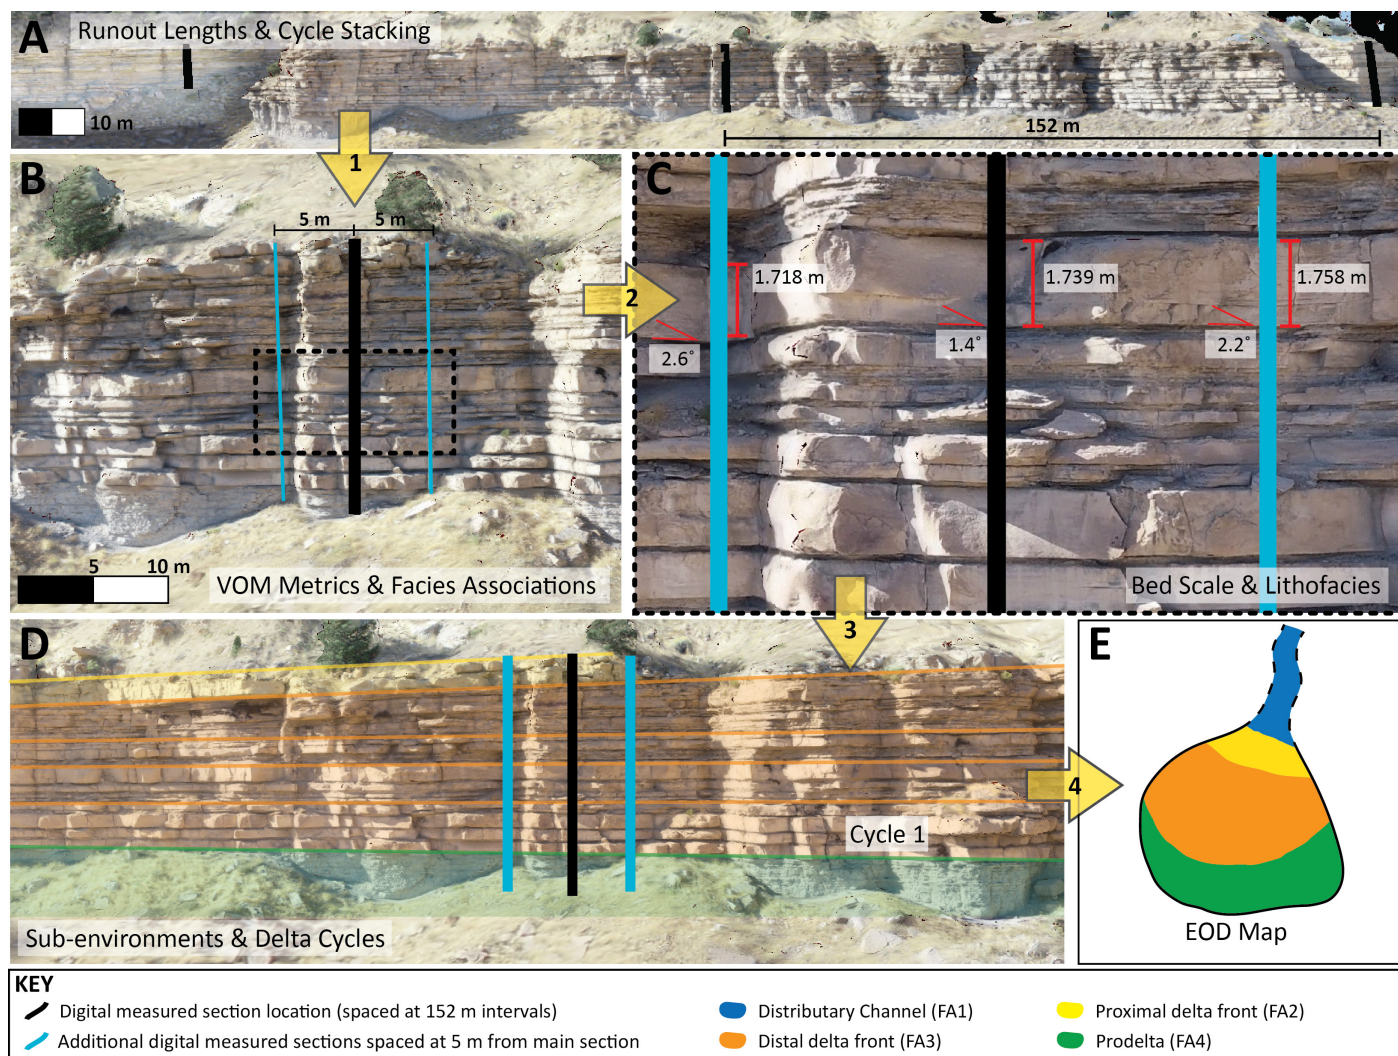 A
Runout Lengths & Cycle Stacking
10 m
152 m
1
B
5 m
5 m
5
10 m
VOM Metrics & Facies Associations
2
C
1.718 m
1.739 m
1.758 m
2.6°
1.4°
2.2°
Bed Scale & Lithofacies
3
D
Cycle 1
Sub-environments & Delta Cycles
4
E
EOD Map
KEY
Digital measured section location (spaced at 152 m intervals)
Additional digital measured sections spaced at 5 m from main section
Distributary Channel (FA1)
Distal delta front (FA3)
Proximal delta front (FA2)
Prodelta (FA4)